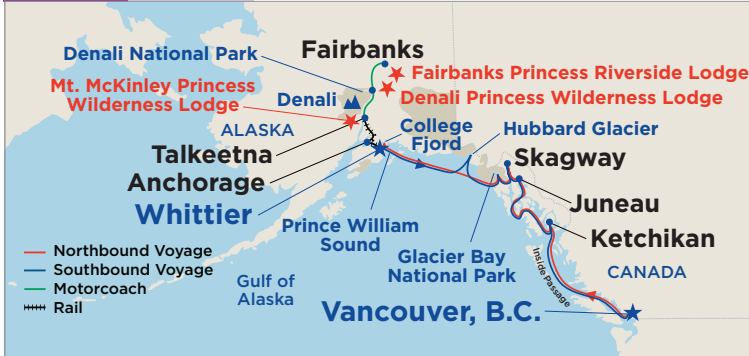 Fairbanks
Denali National Park
Fairbanks Princess Riverside Lodge
Mt. McKinley Princess
Wilderness Lodge
Denali
Denali Princess Wilderness Lodge
ALASKA
College
Fjord
Hubbard Glacier
Talkeetna
Skagway
Anchorage
Whittier
Juneau
Prince William
Sound
Ketchikan
Glacier Bay
National Park
Northbound Voyage
Southbound Voyage
Motorcoach
Rail
Gulf of
Alaska
Inside Passage
CANADA
Vancouver, B.C.